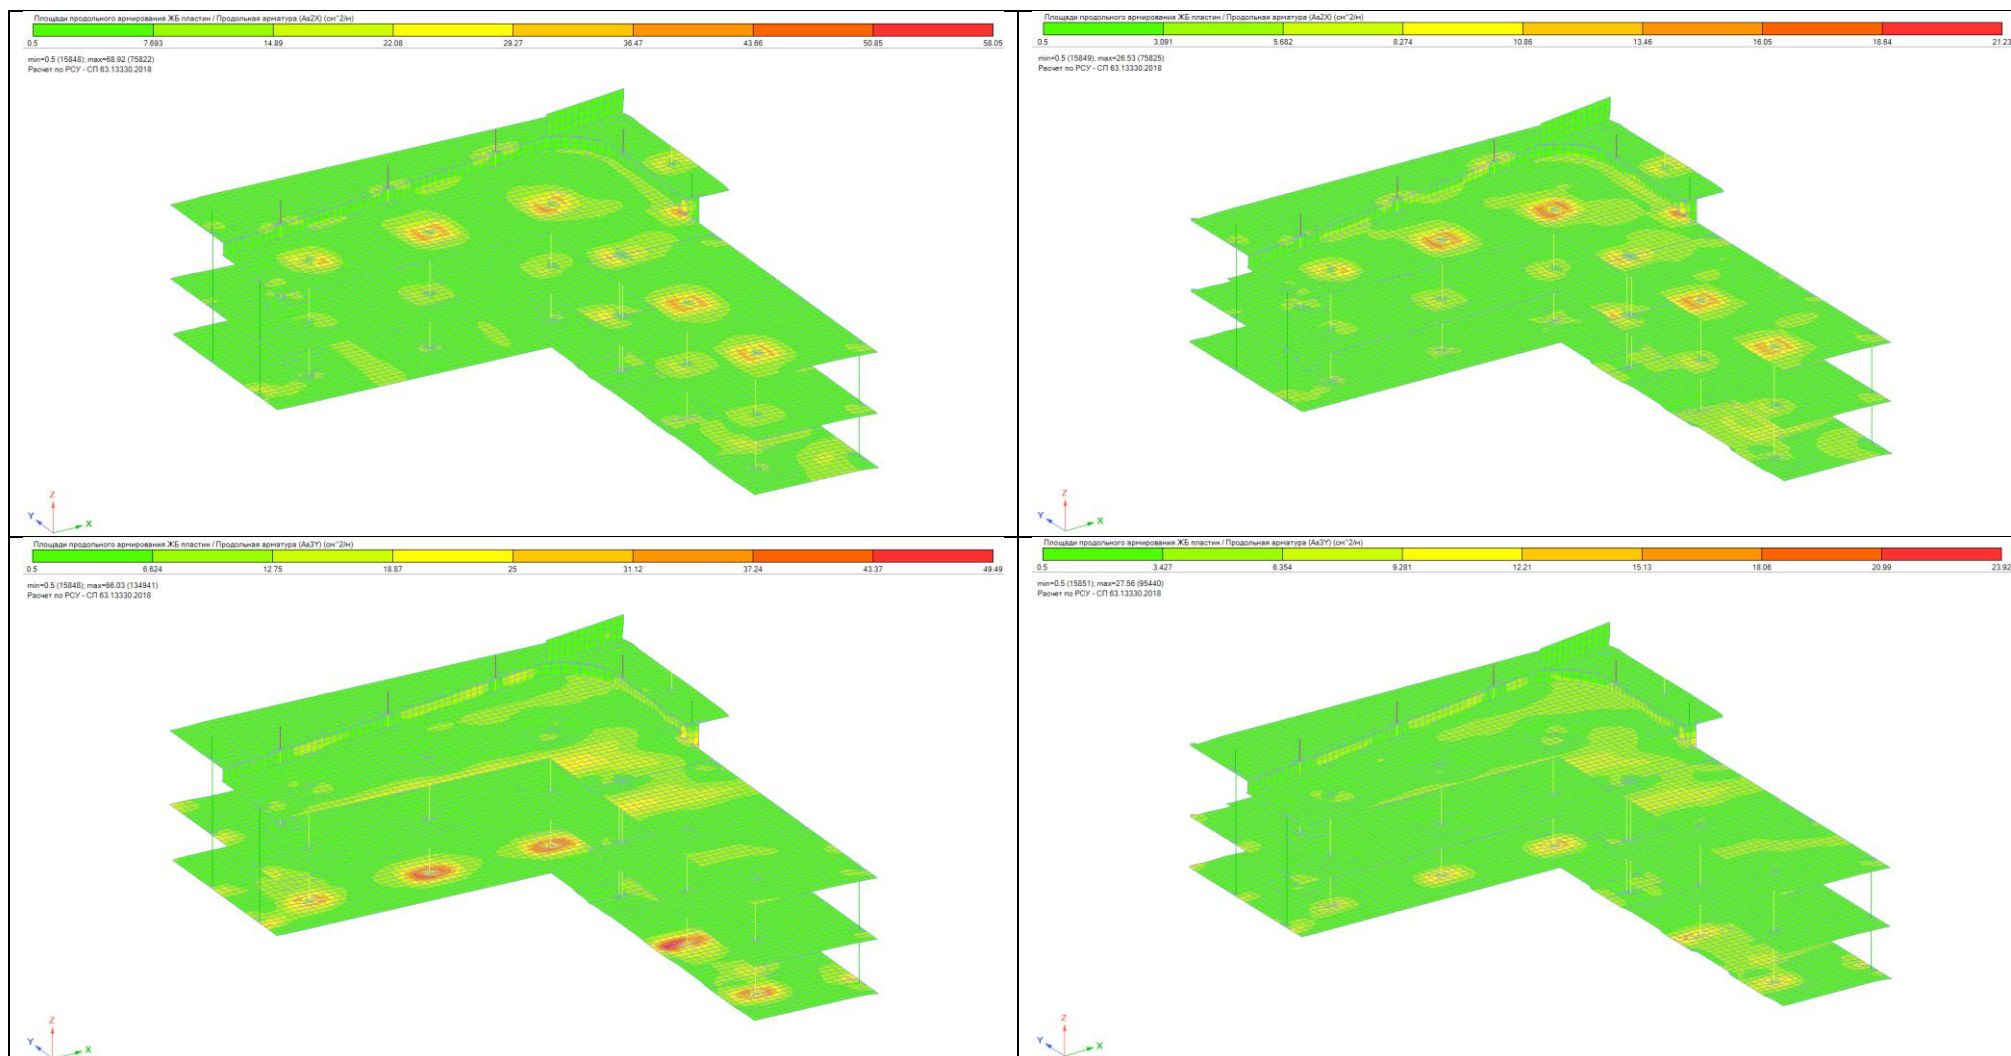 Площади продольного армирования ЖБ пластин / Продольная арматура (As2X) (см^2/м)
0.5 7.693 14.89 22.08 29.27 36.47 43.66 50.85 58.05
min=0.5 (15848); max=68.92 (75822)
Расчет по РСУ - СП 63.13330.2018
Z
Y X
Площади продольного армирования ЖБ пластин / Продольная арматура (As2X) (см^2/м)
0.5 3.091 5.682 8.274 10.86 13.46 16.05 18.64 21.23
min=0.5 (15849); max=26.53 (75825)
Расчет по РСУ - СП 63.13330.2018
Z
Y X
Площади продольного армирования ЖБ пластин / Продольная арматура (As3Y) (см^2/м)
0.5 6.624 12.75 18.87 25 31.12 37.24 43.37 49.49
min=0.5 (15848); max=66.03 (134941)
Расчет по РСУ - СП 63.13330.2018
Z
Y X
Площади продольного армирования ЖБ пластин / Продольная арматура (As3Y) (см^2/м)
0.5 3.427 6.354 9.281 12.21 15.13 18.06 20.99 23.92
min=0.5 (15851); max=27.56 (95440)
Расчет по РСУ - СП 63.13330.2018
Z
Y X